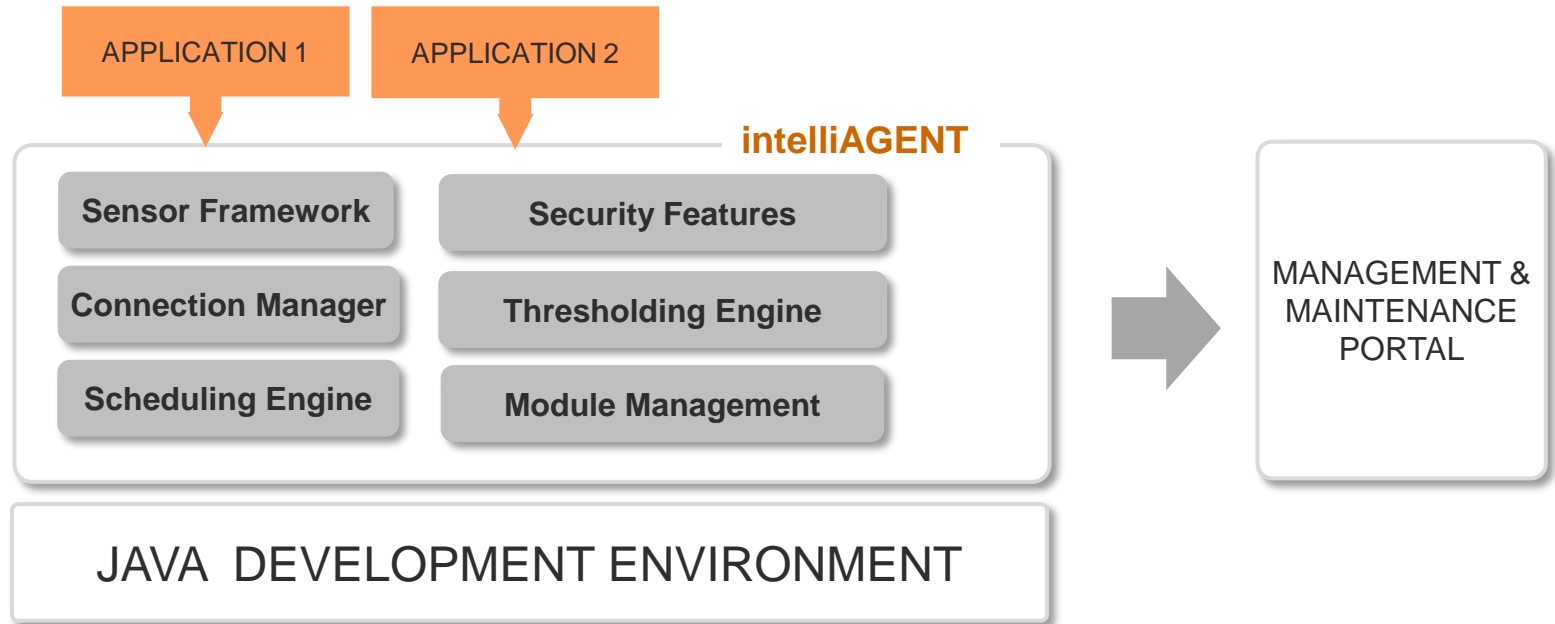 APPLICATION 1
APPLICATION 2
intelliAGENT
Sensor Framework
Security Features
Connection Manager
Thresholding Engine
Scheduling Engine
Module Management
MANAGEMENT &
MAINTENANCE
PORTAL
JAVA DEVELOPMENT ENVIRONMENT